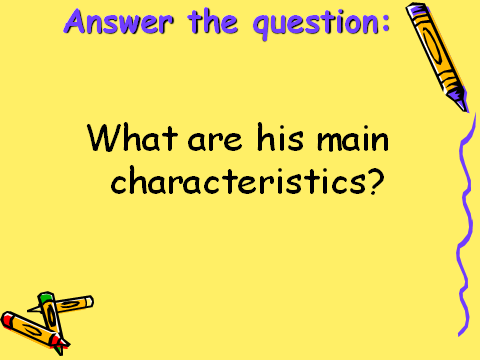 Answer the question:
What are his main
characteristics?